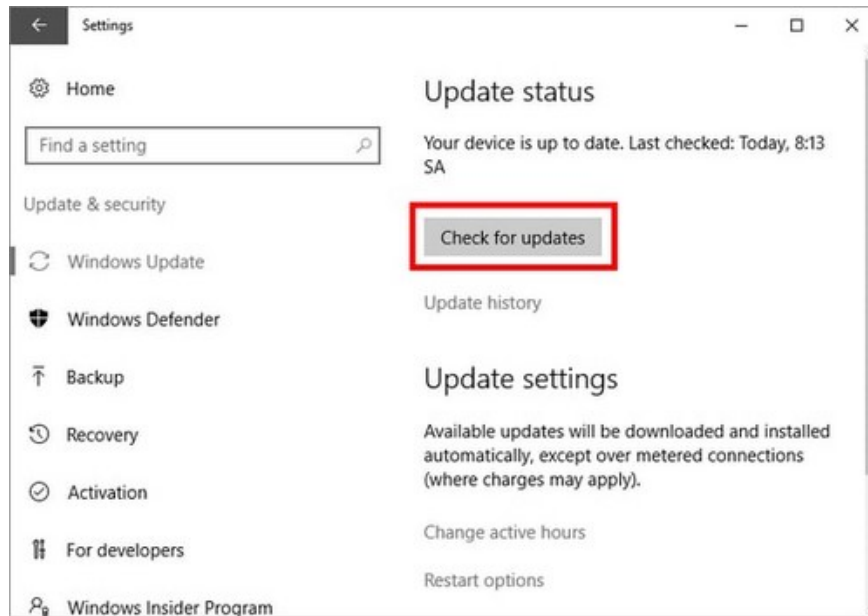 Settings
Home
Find a setting
Update & security
Windows Update
Windows Defender
Backup
Recovery
Activation
For developers
Windows Insider Program
Update status
Your device is up to date. Last checked: Today, 8:13
SA
Check for updates
Update history
Update settings
Available updates will be downloaded and installed
automatically, except over metered connections
(where charges may apply).
Change active hours
Restart options